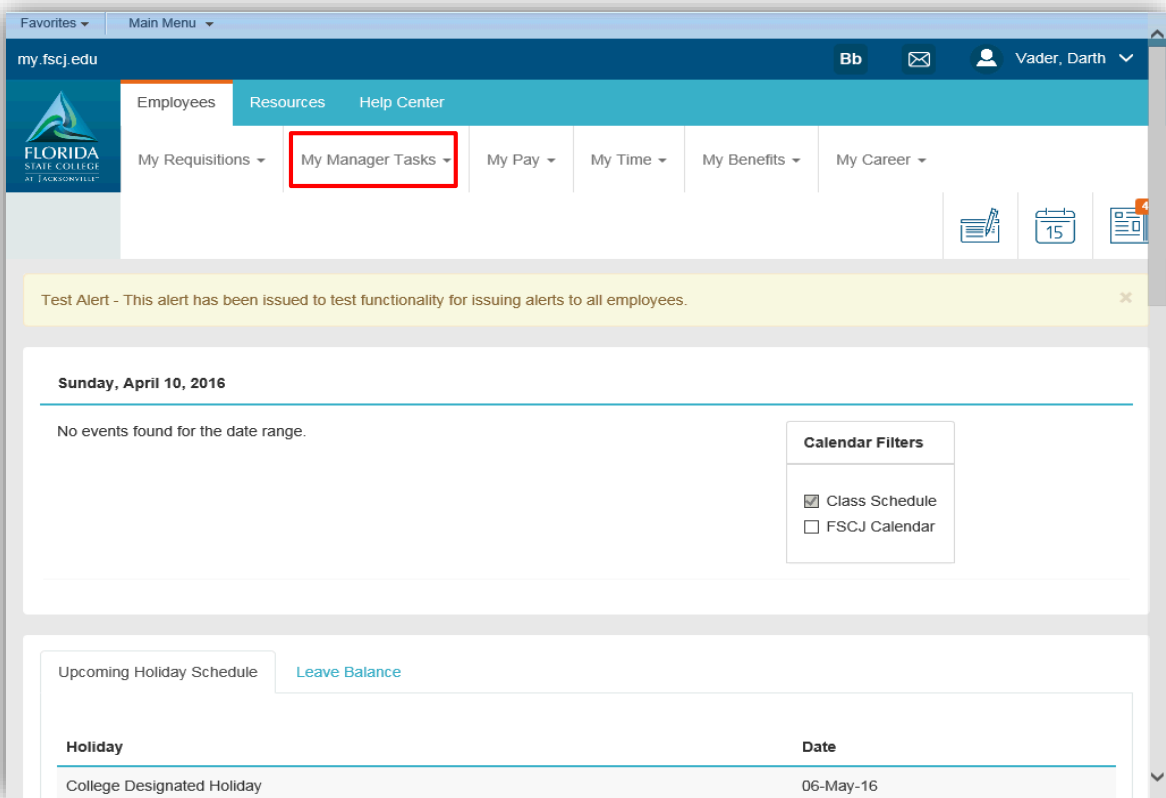 Favorites Main Menu
my.fscj.edu Bb Vader, Darth
Employees Resources Help Center
FLORIDA
STATE COLLEGE
AT JACKSONVILLE
My Requisitions My Manager Tasks My Pay My Time My Benefits My Career
15 4
Test Alert - This alert has been issued to test functionality for issuing alerts to all employees. ×
Sunday, April 10, 2016
No events found for the date range.
Calendar Filters
Class Schedule
FSCJ Calendar
Upcoming Holiday Schedule Leave Balance
Holiday Date
College Designated Holiday 06-May-16